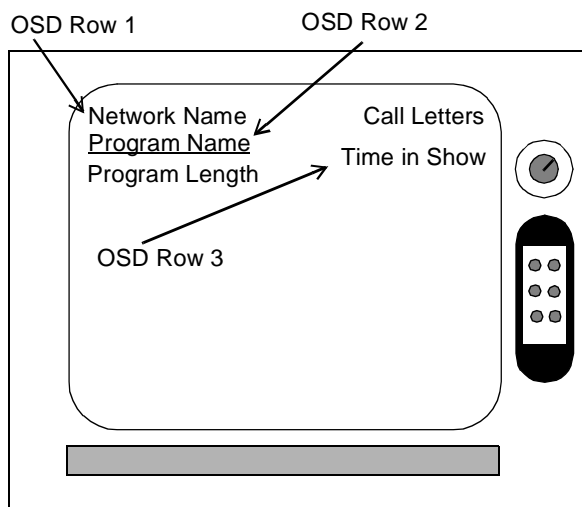 OSD Row 1
OSD Row 2
Network Name
Call Letters
Program Name
Time in Show
Program Length
OSD Row 3